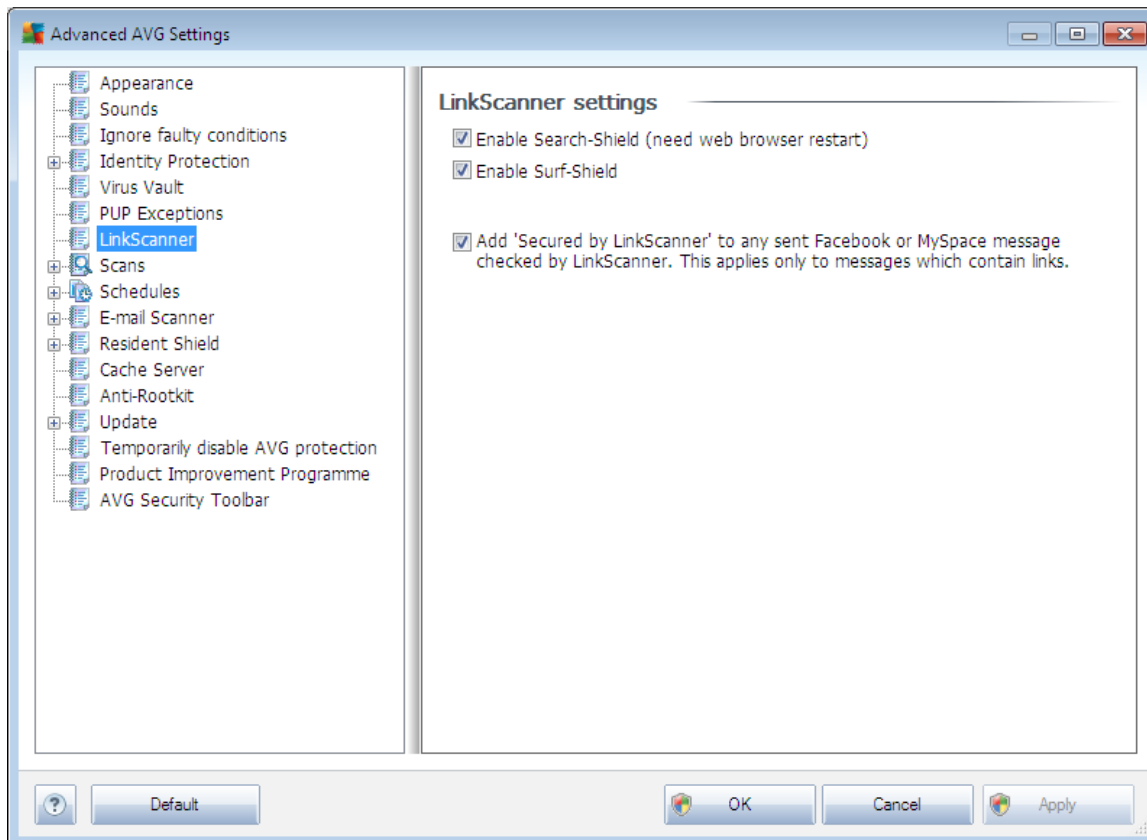 Advanced AVG Settings
Appearance
Sounds
Ignore faulty conditions
Identity Protection
Virus Vault
PUP Exceptions
LinkScanner
Scans
Schedules
E-mail Scanner
Resident Shield
Cache Server
Anti-Rootkit
Update
Temporarily disable AVG protection
Product Improvement Programme
AVG Security Toolbar
LinkScanner settings
Enable Search-Shield (need web browser restart)
Enable Surf-Shield
Add 'Secured by LinkScanner' to any sent Facebook or MySpace message
checked by LinkScanner. This applies only to messages which contain links.
? Default OK Cancel Apply